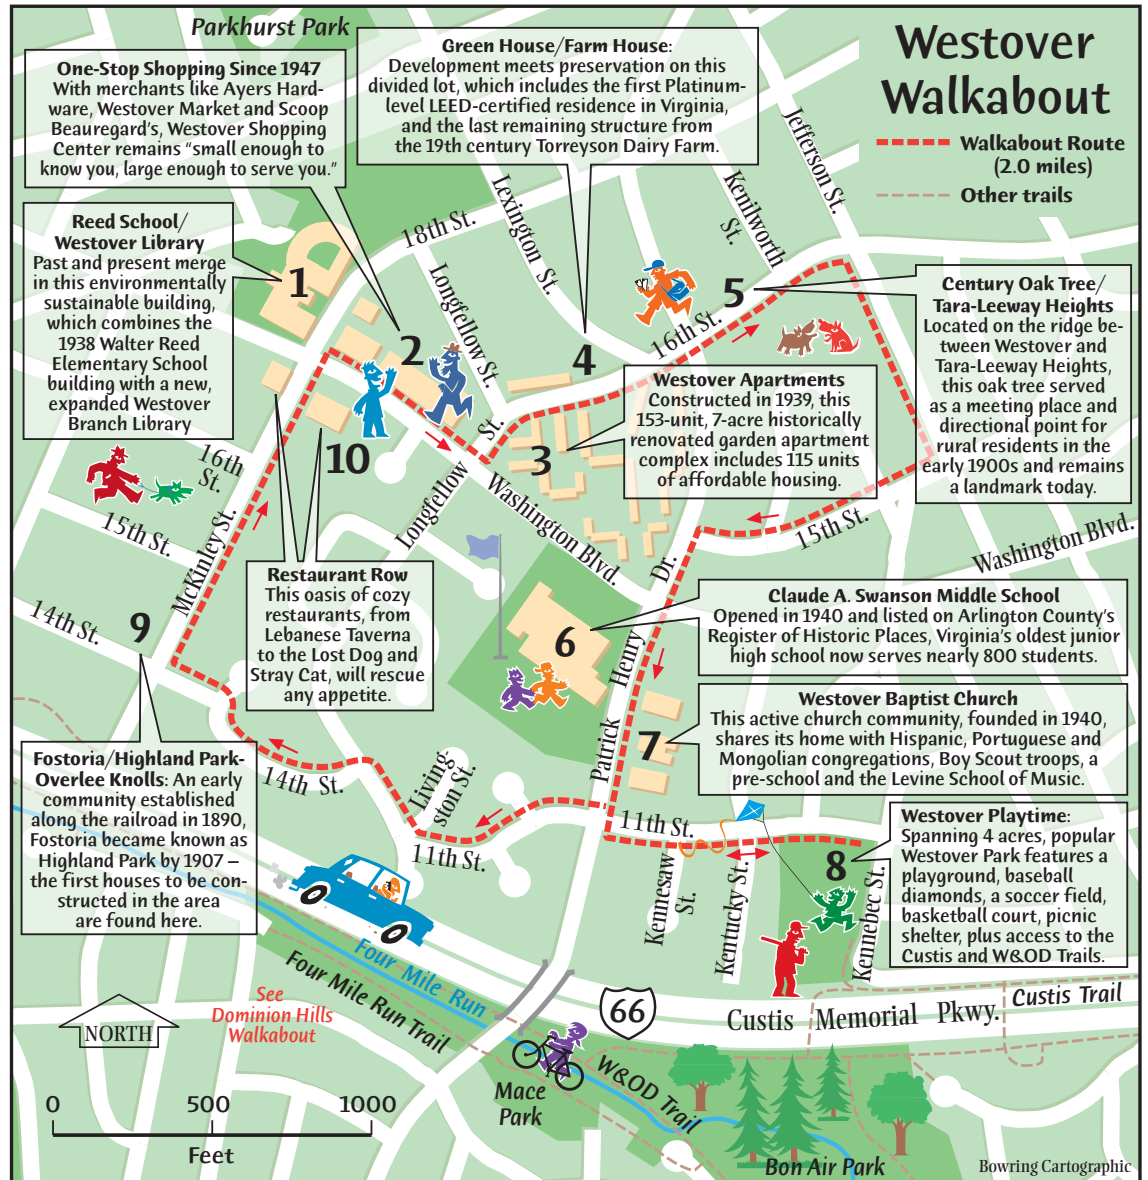 Parkhurst Park
Westover
Walkabout
Walkabout Route
(2.0 miles)
Other trails
One-Stop Shopping Since 1947
With merchants like Ayers Hard-
ware, Westover Market and Scoop
Beauregard's, Westover Shopping
Center remains “small enough to
know you, large enough to serve you.”
Green House/Farm House:
Development meets preservation on this
divided lot, which includes the first Platinum-
level LEED-certified residence in Virginia,
and the last remaining structure from
the 19th century Torreyson Dairy Farm.
Reed School/
Westover Library
Past and present merge
in this environmentally
sustainable building,
which combines the
1938 Walter Reed
Elementary School
building with a new,
expanded Westover
Branch Library
Century Oak Tree/
Tara-Leeway Heights
Located on the ridge be-
tween Westover and
Tara-Leeway Heights,
this oak tree served
as a meeting place and
directional point for
rural residents in the
early 1900s and remains
a landmark today.
Westover Apartments
Constructed in 1939, this
153-unit, 7-acre historically
renovated garden apartment
complex includes 115 units
of affordable housing.
Restaurant Row
This oasis of cozy
restaurants, from
Lebanese Taverna
to the Lost Dog and
Stray Cat, will rescue
any appetite.
Claude A. Swanson Middle School
Opened in 1940 and listed on Arlington County's
Register of Historic Places, Virginia's oldest junior
high school now serves nearly 800 students.
Westover Baptist Church
This active church community, founded in 1940,
shares its home with Hispanic, Portuguese and
Mongolian congregations, Boy Scout troops, a
pre-school and the Levine School of Music.
Fostoria/Highland Park-
Overlee Knolls: An early
community established
along the railroad in 1890,
Fostoria became known as
Highland Park by 1907 –
the first houses to be con-
structed in the area
are found here.
Westover Playtime:
Spanning 4 acres, popular
Westover Park features a
playground, baseball
diamonds, a soccer field,
basketball court, picnic
shelter, plus access to the
Custis and W&OD Trails.
1
2
3
4
5
6
7
8
9
10
18th St.
Lexington St.
Kenilworth
St.
Jefferson St.
Longfellow St.
16th St.
16th
St.
15th St.
McKinley St.
14th St.
Longfellow
St.
Washington Blvd.
15th St.
Washington Blvd.
Patrick Henry Dr.
14th St.
Living
ston St.
11th St.
11th St.
Kennesaw
St.
Kentucky St.
Kennebec St.
Four Mile Run
Four Mile Run Trail
See
Dominion Hills
Walkabout
NORTH
66
Custis Memorial Pkwy.
Custis Trail
W&OD Trail
Mace
Park
Bon Air Park
0 500 1000
Feet
Bowring Cartographic